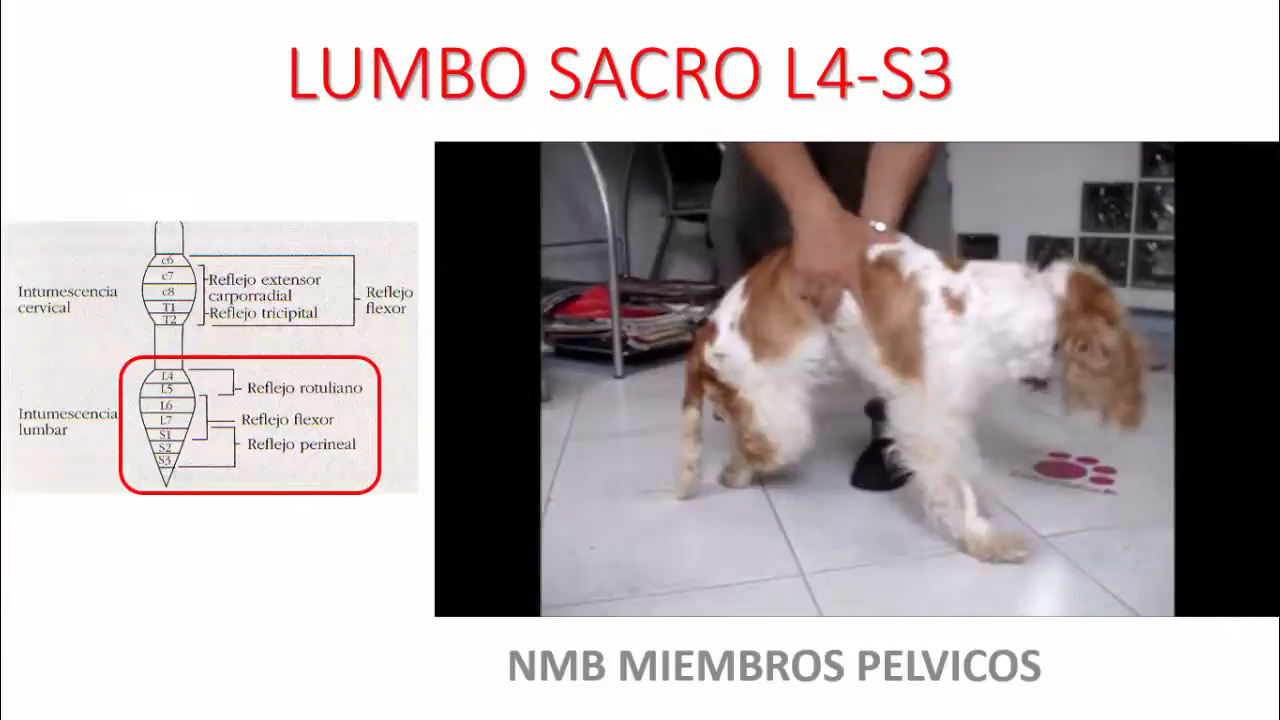 LUMBO SACRO L4-S3
Intumescencia
cervical
c6
c7
c8
T1
T2
Reflejo extensor
carporradial
Reflejo tricipital
Reflejo
flexor
Intumescencia
lumbar
L4
L5
L6
L7
S1
S2
S3
Reflejo rotuliano
Reflejo flexor
Reflejo perineal
NMB MIEMBROS PELVICOS